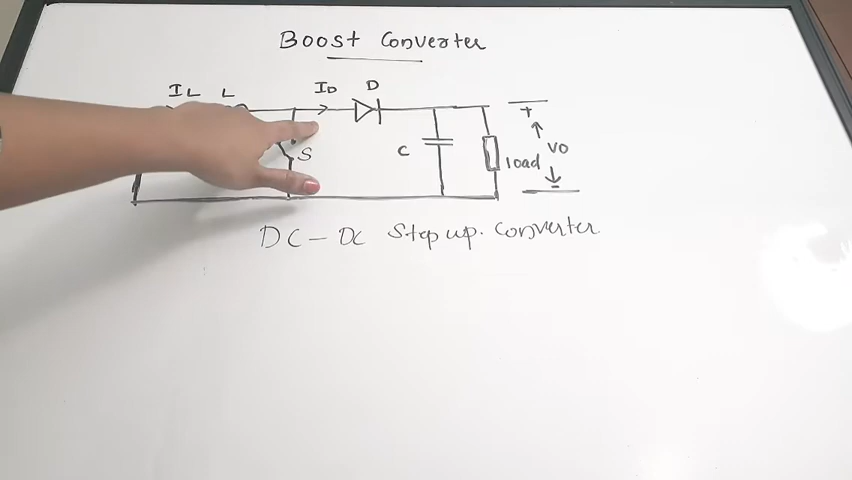 Boost Converter
IL L ID D
S C load + VO -
DC - DC Step up. Converter